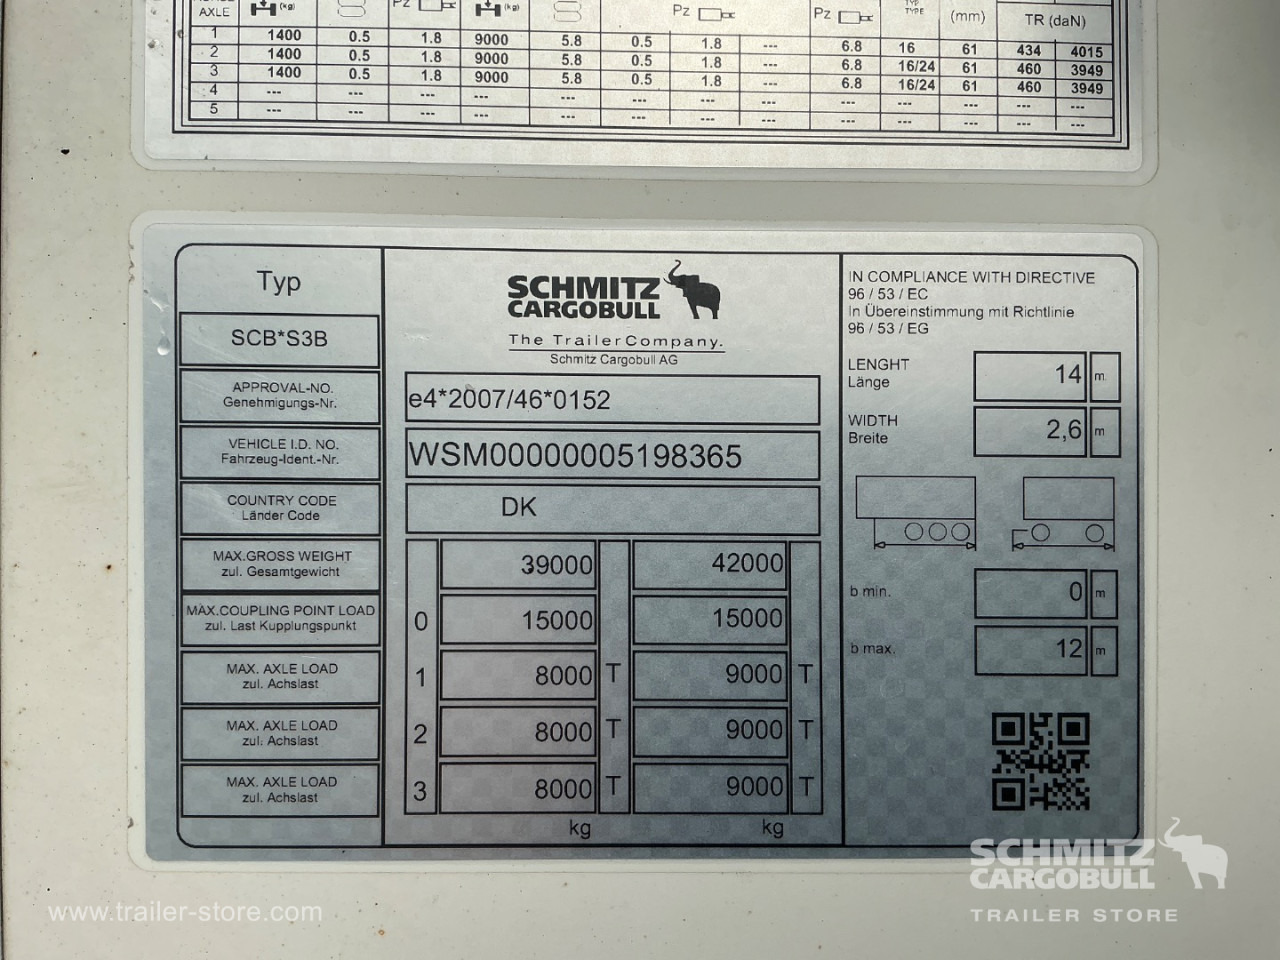 AXLE (kg) Pz (kg) Pz Pz TYP TYPE (mm) TR (daN)
1 1400 0.5 1.8 9000 5.8 0.5 1.8 --- 6.8 16 61 434 4015
2 1400 0.5 1.8 9000 5.8 0.5 1.8 --- 6.8 16/24 61 460 3949
3 1400 0.5 1.8 9000 5.8 0.5 1.8 --- 6.8 16/24 61 460 3949
4 --- --- --- --- --- --- --- --- --- --- --- --- ---
5 --- --- --- --- --- --- --- --- --- --- --- --- ---
Typ
SCHMITZ
CARGOBULL
The TrailerCompany.
Schmitz Cargobull AG
SCB*S3B
APPROVAL-NO.
Genehmigungs-Nr.
e4*2007/46*0152
VEHICLE I.D. NO.
Fahrzeug-Ident.-Nr.
WSM00000005198365
COUNTRY CODE
Länder Code
DK
MAX.GROSS WEIGHT
zul. Gesamtgewicht
39000 42000
MAX.COUPLING POINT LOAD
zul. Last Kupplungspunkt
0 15000 15000
MAX. AXLE LOAD
zul. Achslast
1 8000 T 9000 T
MAX. AXLE LOAD
zul. Achslast
2 8000 T 9000 T
MAX. AXLE LOAD
zul. Achslast
3 8000 T 9000 T
kg kg
IN COMPLIANCE WITH DIRECTIVE
96 / 53 / EC
In Übereinstimmung mit Richtlinie
96 / 53 / EG
LENGHT
Länge
14 m
WIDTH
Breite
2,6 m
b min. 0 m
b max. 12 m
SCHMITZ
CARGOBULL
TRAILER STORE
www.trailer-store.com